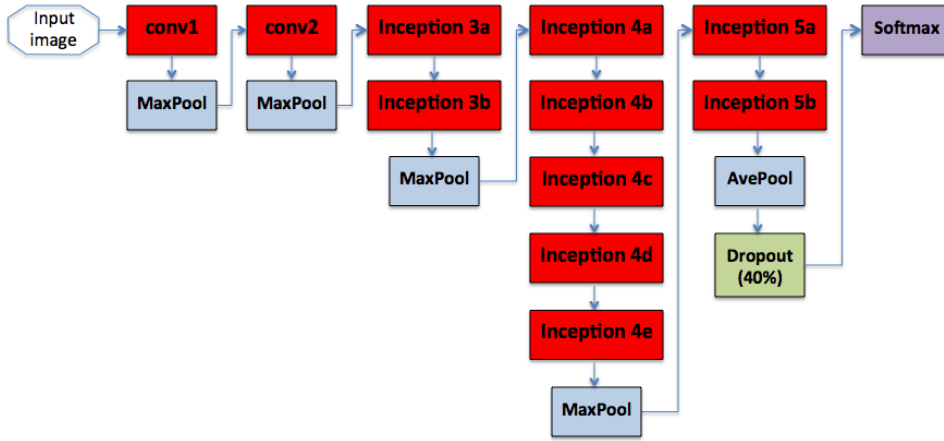 Input
image
conv1
MaxPool
conv2
MaxPool
Inception 3a
Inception 3b
MaxPool
Inception 4a
Inception 4b
Inception 4c
Inception 4d
Inception 4e
MaxPool
Inception 5a
Inception 5b
AvePool
Dropout
(40%)
Softmax